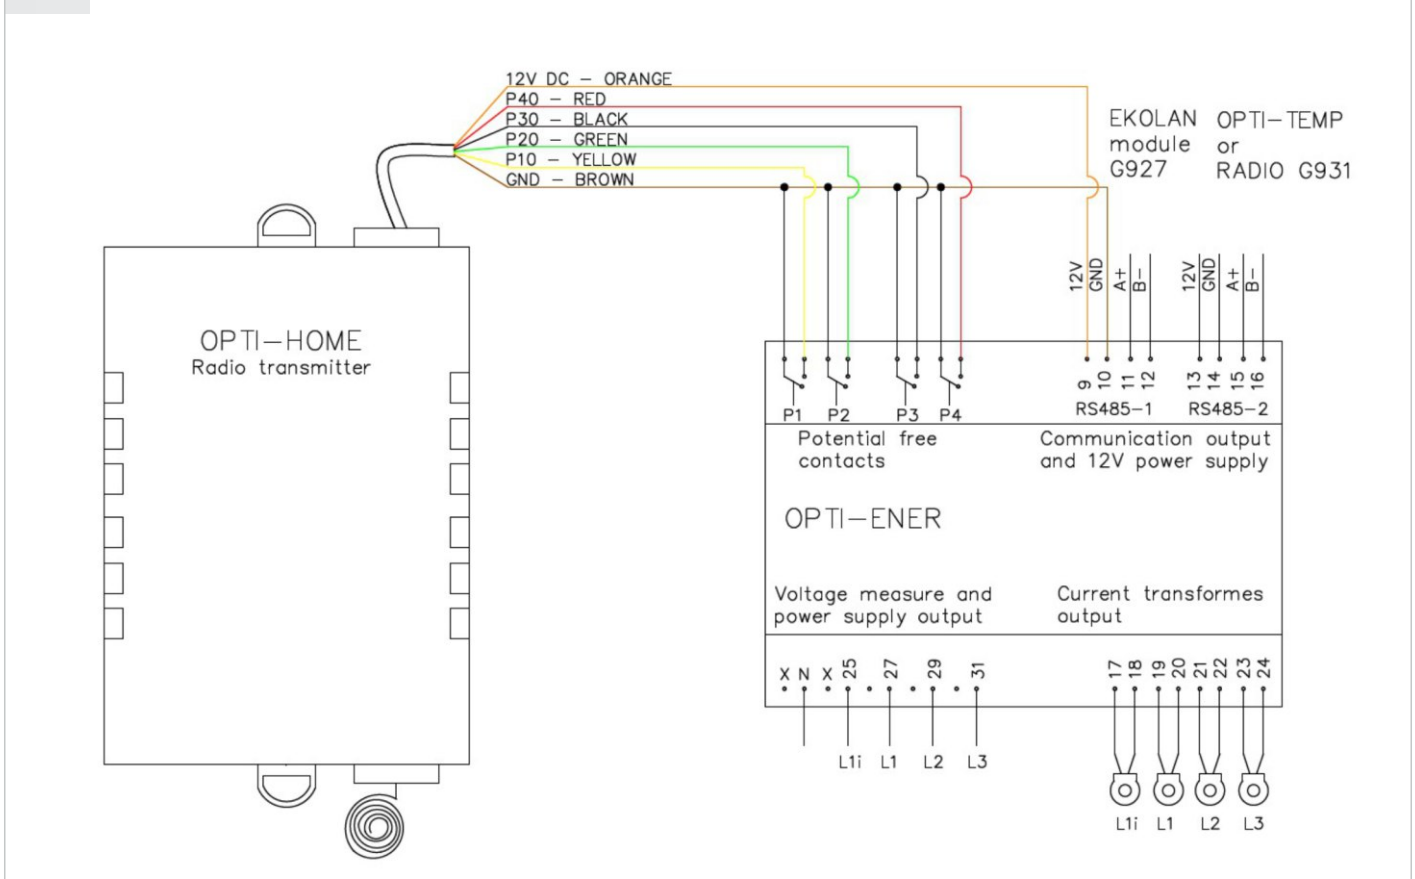 12V DC - ORANGE
P40 - RED
P30 - BLACK
P20 - GREEN
P10 - YELLOW
GND - BROWN
EKOLAN
module
G927
OPTI-TEMP
or
RADIO G931
12V
GND
A+
B-
12V
GND
A+
B-
OPTI-HOME
Radio transmitter
9
10
11
12
13
14
15
16
P1
P2
P3
P4
RS485-1
RS485-2
Potential free
contacts
Communication output
and 12V power supply
OPTI-ENER
Voltage measure and
power supply output
Current transformes
output
X
N
X
25
27
29
31
17
18
19
20
21
22
23
24
L1i
L1
L2
L3
L1i
L1
L2
L3